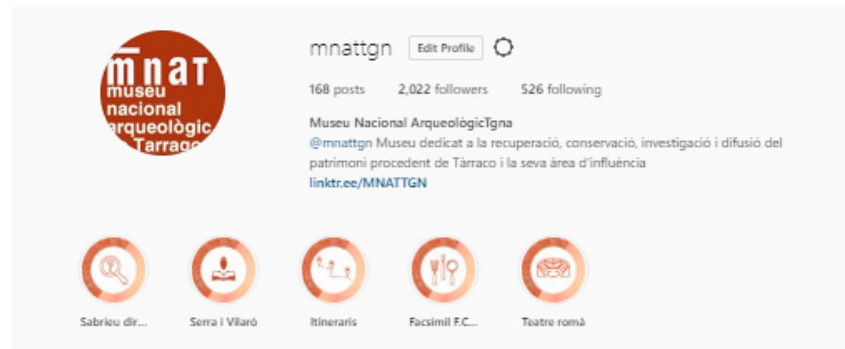 mnaT
museu
nacional
arqueològic
Tarrago
mnattgn Edit Profile
168 posts 2,022 followers 526 following
Museu Nacional ArqueològicTgna
@mnattgn Museu dedicat a la recuperació, conservació, investigació i difusió del
patrimoni procedent de Tàrraco i la seva àrea d'influència
linktr.ee/MNATTGN
Sabrieu dir... Serra i Vilaró Itineraris Facsímil F.C... Teatre romà